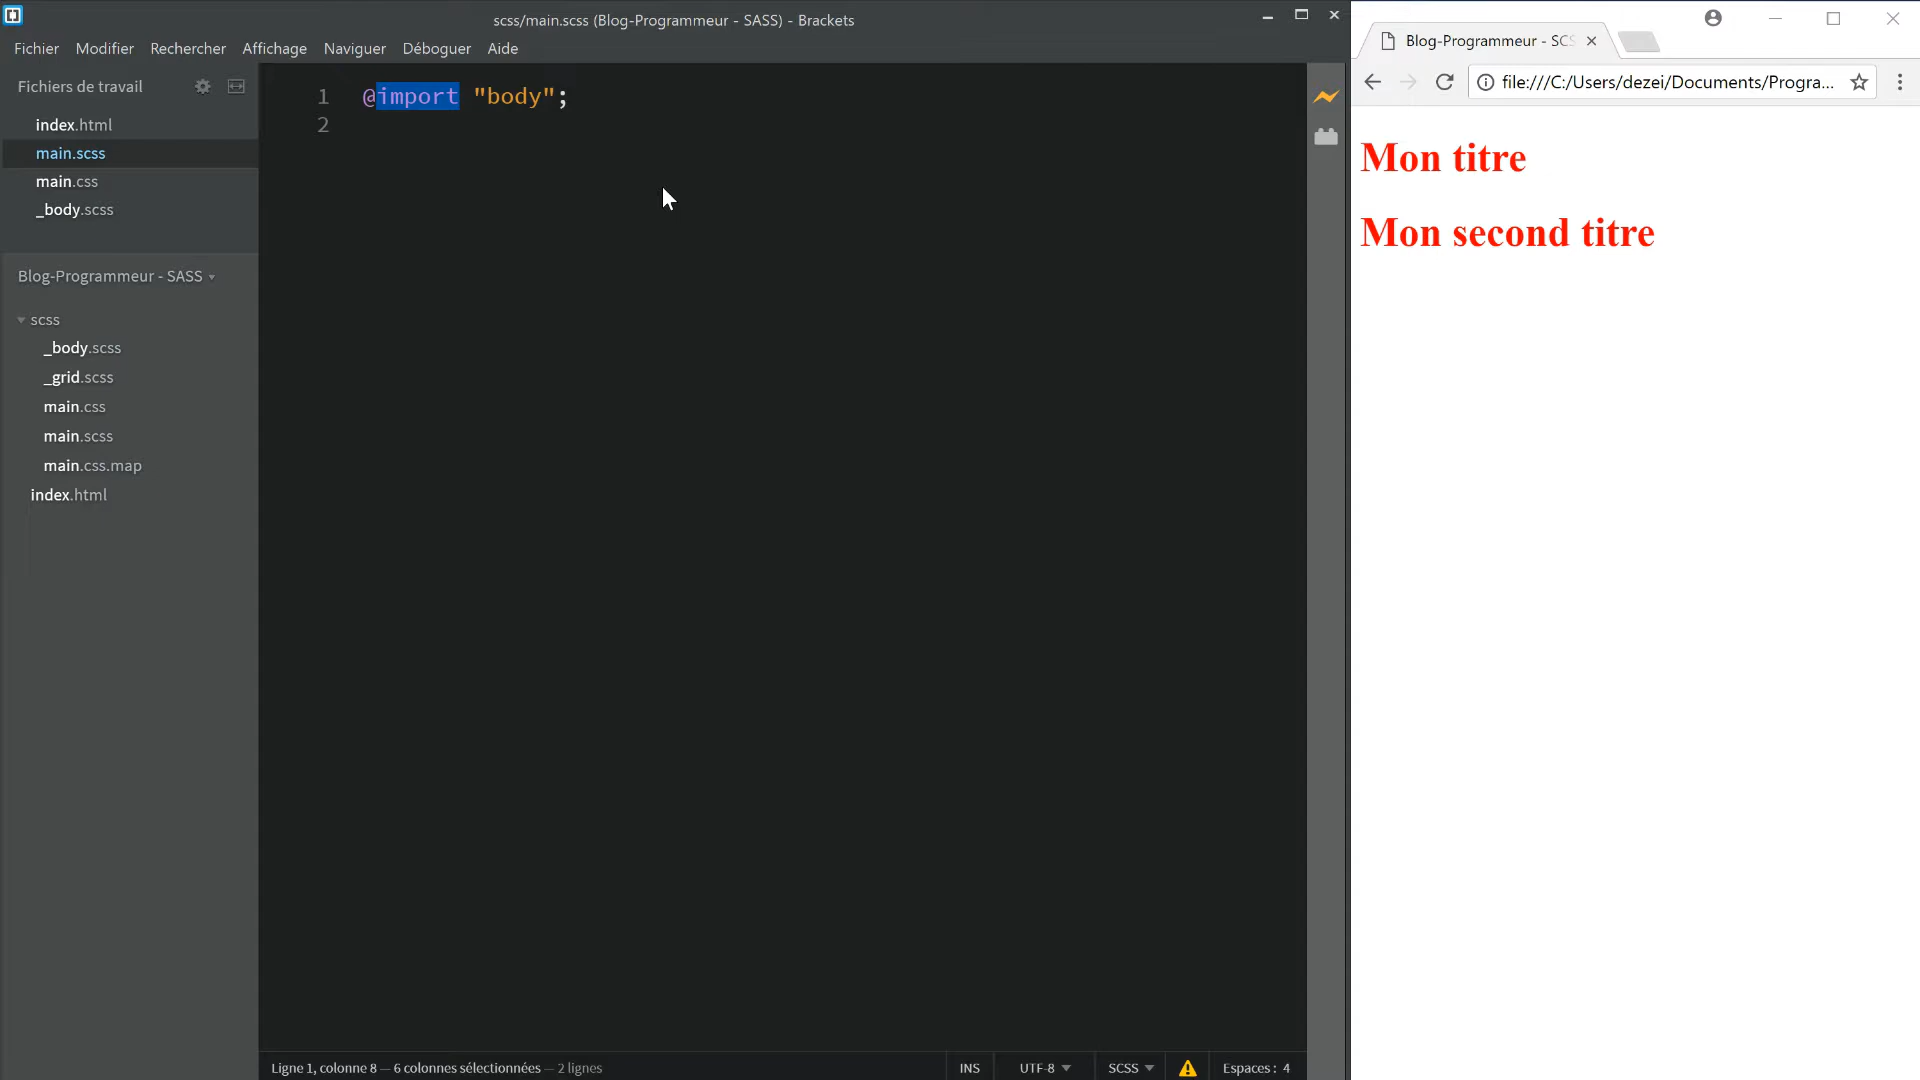 scss/main.scss (Blog-Programmeur - SASS) - Brackets
Fichier Modifier Rechercher Affichage Naviguer Déboguer Aide
Fichiers de travail
index.html
main.scss
main.css
_body.scss
Blog-Programmeur - SASS
scss
_body.scss
_grid.scss
main.css
main.scss
main.css.map
index.html
1 @import "body";
2
Ligne 1, colonne 8 — 6 colonnes sélectionnées — 2 lignes
INS UTF-8 SCSS Espaces : 4
Blog-Programmeur - SC
file:///C:/Users/dezei/Documents/Progra...
Mon titre
Mon second titre